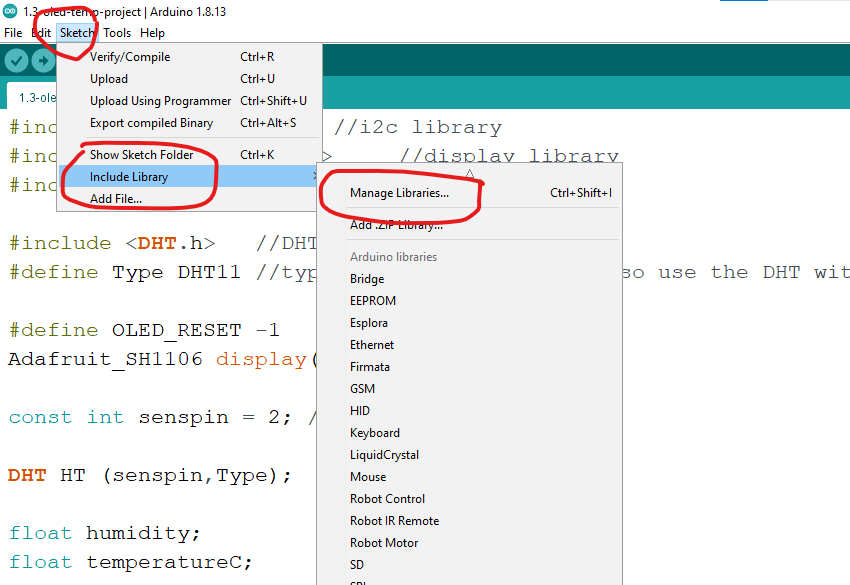 1.3-oled-temp-project | Arduino 1.8.13
File Edit Sketch Tools Help
Verify/Compile Ctrl+R
Upload Ctrl+U
Upload Using Programmer Ctrl+Shift+U
1.3-ole
Export compiled Binary Ctrl+Alt+S
#inc //i2c library
Show Sketch Folder Ctrl+K
#inc > //display library
Include Library
#inc
Add File...
Manage Libraries... Ctrl+Shift+I
Add .ZIP Library...
#include <DHT.h> //DHT
Arduino libraries
#define Type DHT11 //typ so use the DHT wit
Bridge
EEPROM
Esplora
#define OLED_RESET -1
Ethernet
Adafruit_SH1106 display(
Firmata
GSM
HID
const int senspin = 2; /
Keyboard
LiquidCrystal
DHT HT (senspin,Type);
Mouse
Robot Control
Robot IR Remote
float humidity;
Robot Motor
float temperatureC;
SD